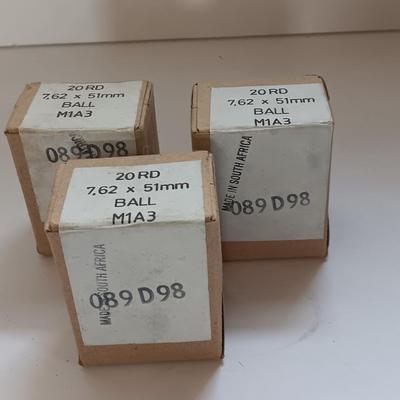 20 RD
7,62 x 51mm
BALL
M1A3
089 D98
20 RD
7,62 x 51mm
BALL
M1A3
MADE IN SOUTH AFRICA
089 D98
20 RD
7,62 x 51mm
BALL
M1A3
MADE IN SOUTH AFRICA
089 D98